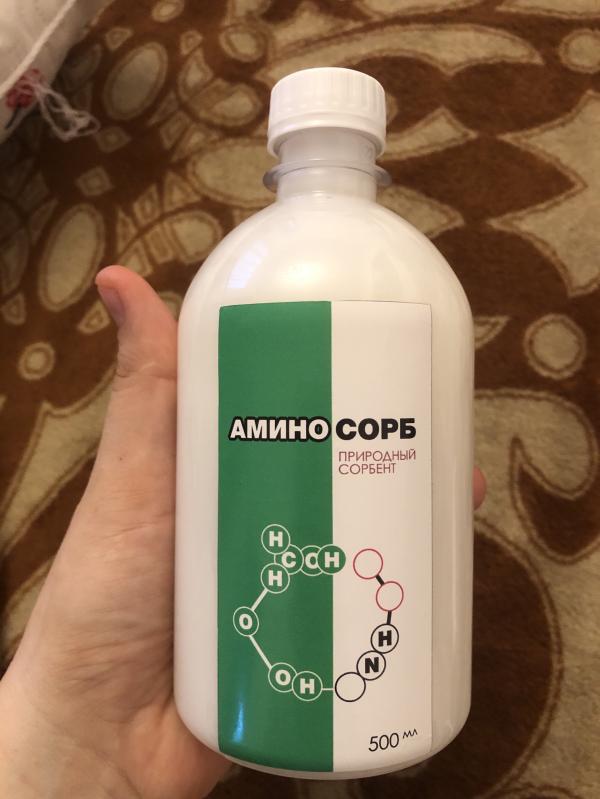 АМИНО СОРБ
ПРИРОДНЫЙ
СОРБЕНТ
H
C O H
H
O
O H
N H
500 МЛ